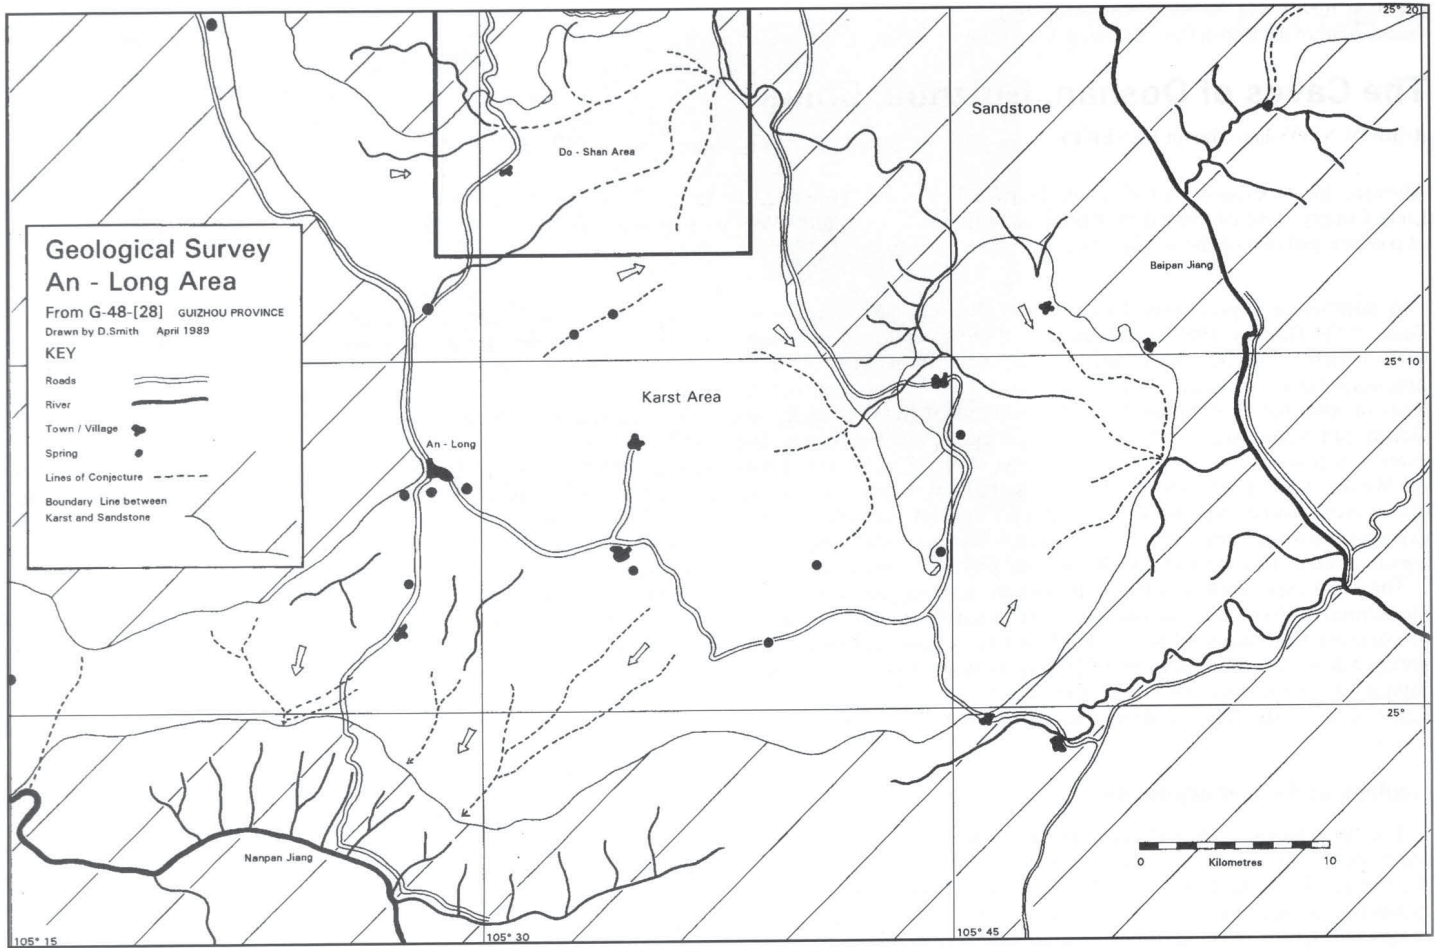 25° 20
Sandstone
Do - Shan Area
Geological Survey
An - Long Area
From G-48-[28] GUIZHOU PROVINCE
Drawn by D.Smith April 1989
KEY
Roads
River
Town / Village
Spring
Lines of Conjecture
Boundary Line between
Karst and Sandstone
Baipan Jiang
25° 10
Karst Area
An - Long
25°
Nanpan Jiang
0 Kilometres 10
105° 15
105° 30
105° 45